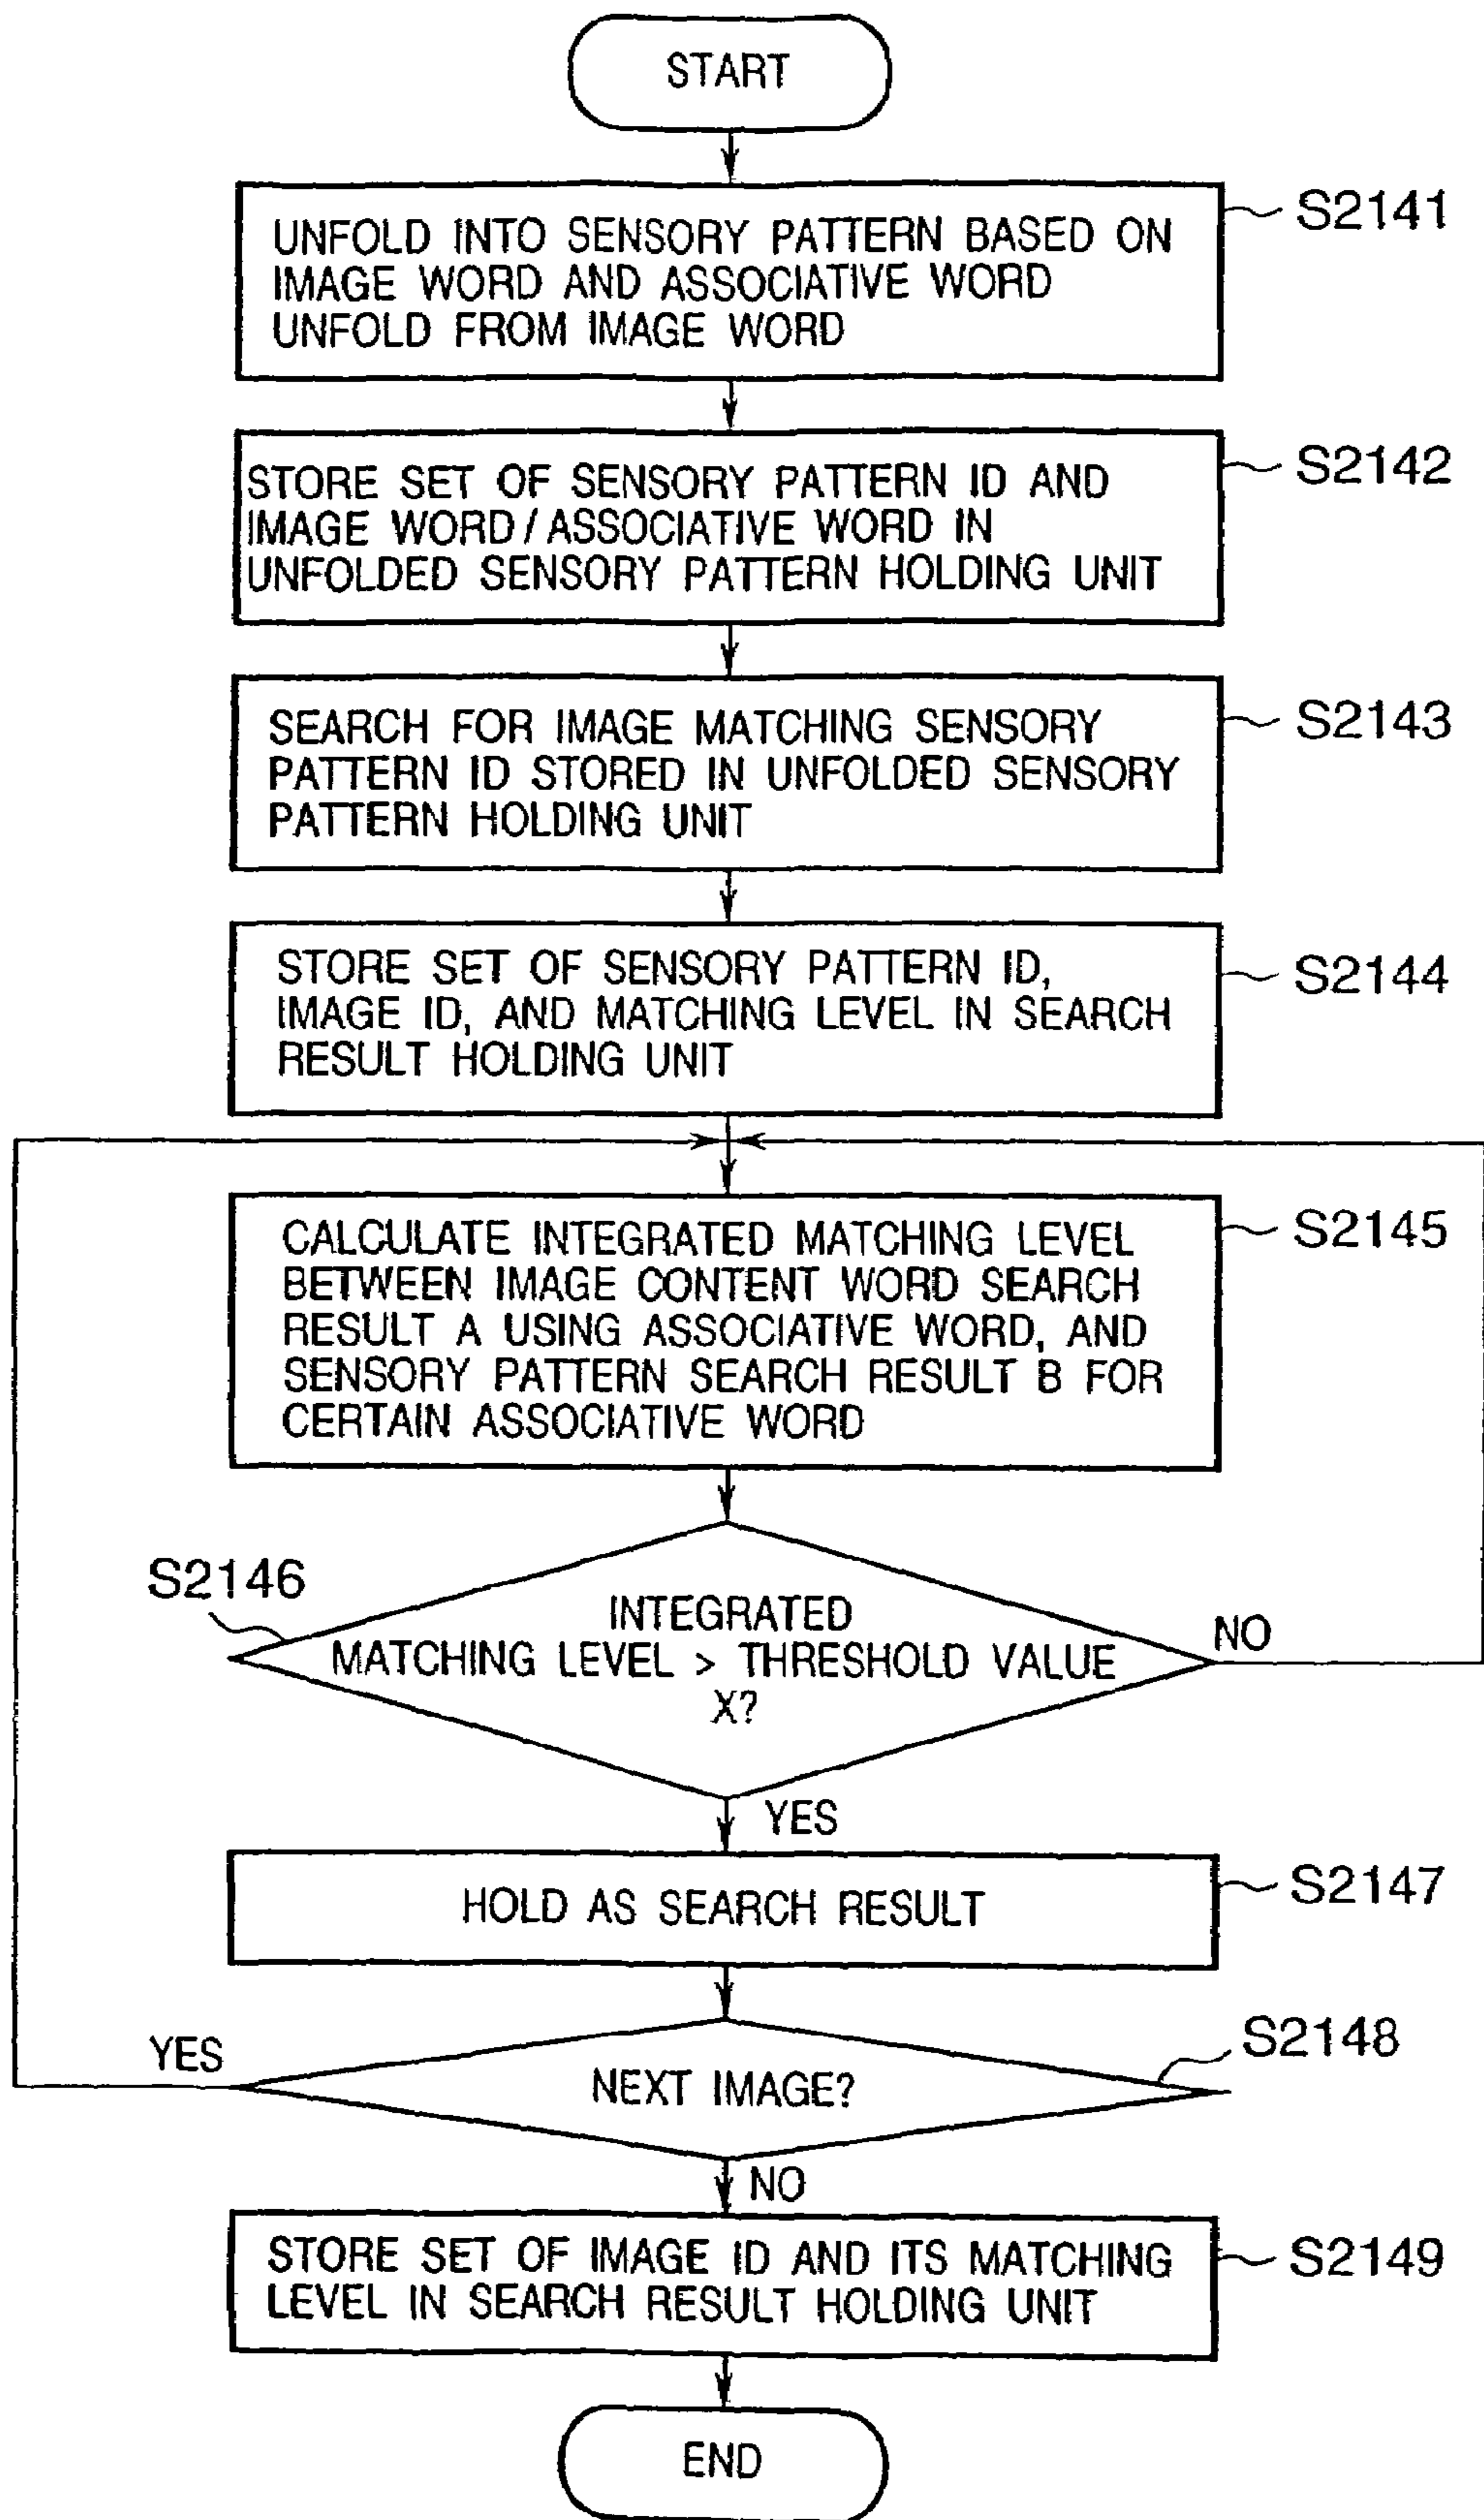 START
UNFOLD INTO SENSORY PATTERN BASED ON
IMAGE WORD AND ASSOCIATIVE WORD
UNFOLD FROM IMAGE WORD
S2141
STORE SET OF SENSORY PATTERN ID AND
IMAGE WORD/ASSOCIATIVE WORD IN
UNFOLDED SENSORY PATTERN HOLDING UNIT
S2142
SEARCH FOR IMAGE MATCHING SENSORY
PATTERN ID STORED IN UNFOLDED SENSORY
PATTERN HOLDING UNIT
S2143
STORE SET OF SENSORY PATTERN ID,
IMAGE ID, AND MATCHING LEVEL IN SEARCH
RESULT HOLDING UNIT
S2144
CALCULATE INTEGRATED MATCHING LEVEL
BETWEEN IMAGE CONTENT WORD SEARCH
RESULT A USING ASSOCIATIVE WORD, AND
SENSORY PATTERN SEARCH RESULT B FOR
CERTAIN ASSOCIATIVE WORD
S2145
S2146
INTEGRATED
MATCHING LEVEL > THRESHOLD VALUE
X?
NO
YES
HOLD AS SEARCH RESULT
S2147
YES
NEXT IMAGE?
S2148
NO
STORE SET OF IMAGE ID AND ITS MATCHING
LEVEL IN SEARCH RESULT HOLDING UNIT
S2149
END